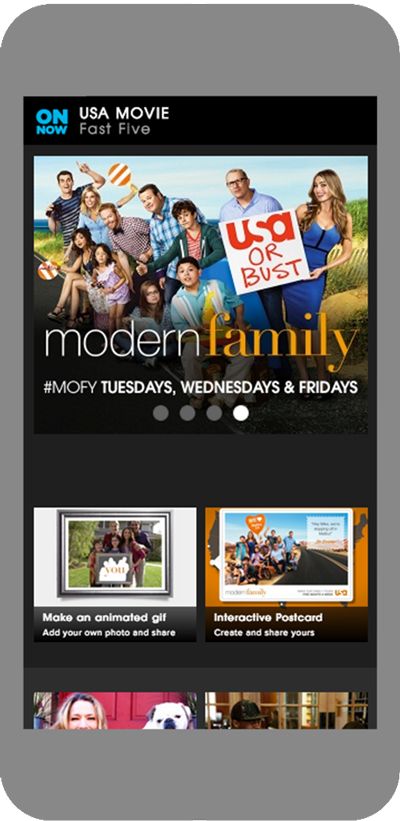 ON
NOW
USA MOVIE
Fast Five
usa
OR
BUST
modernfamily
#MOFY TUESDAYS, WEDNESDAYS & FRIDAYS
you
Make an animated gif
Add your own photo and share
modernfamily
USA
Interactive Postcard
Create and share yours